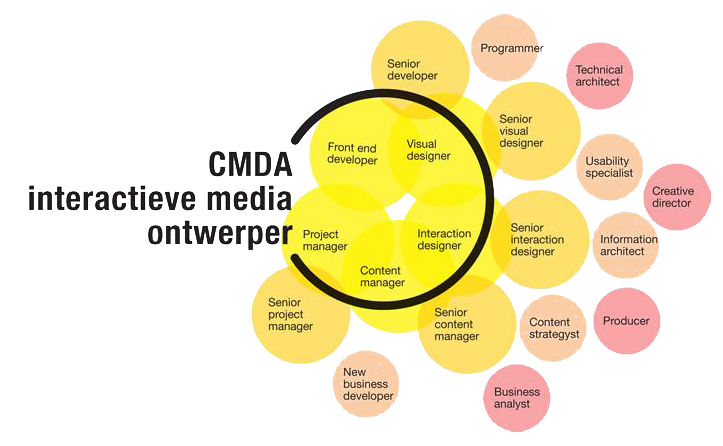 CMDA
interactieve media
ontwerper
Senior
developer
Programmer
Technical
architect
Front end
developer
Visual
designer
Senior
visual
designer
Usability
specialist
Creative
director
Project
manager
Interaction
designer
Senior
interaction
designer
Information
architect
Content
manager
Senior
project
manager
Senior
content
manager
Content
strategyst
Producer
New
business
developer
Business
analyst